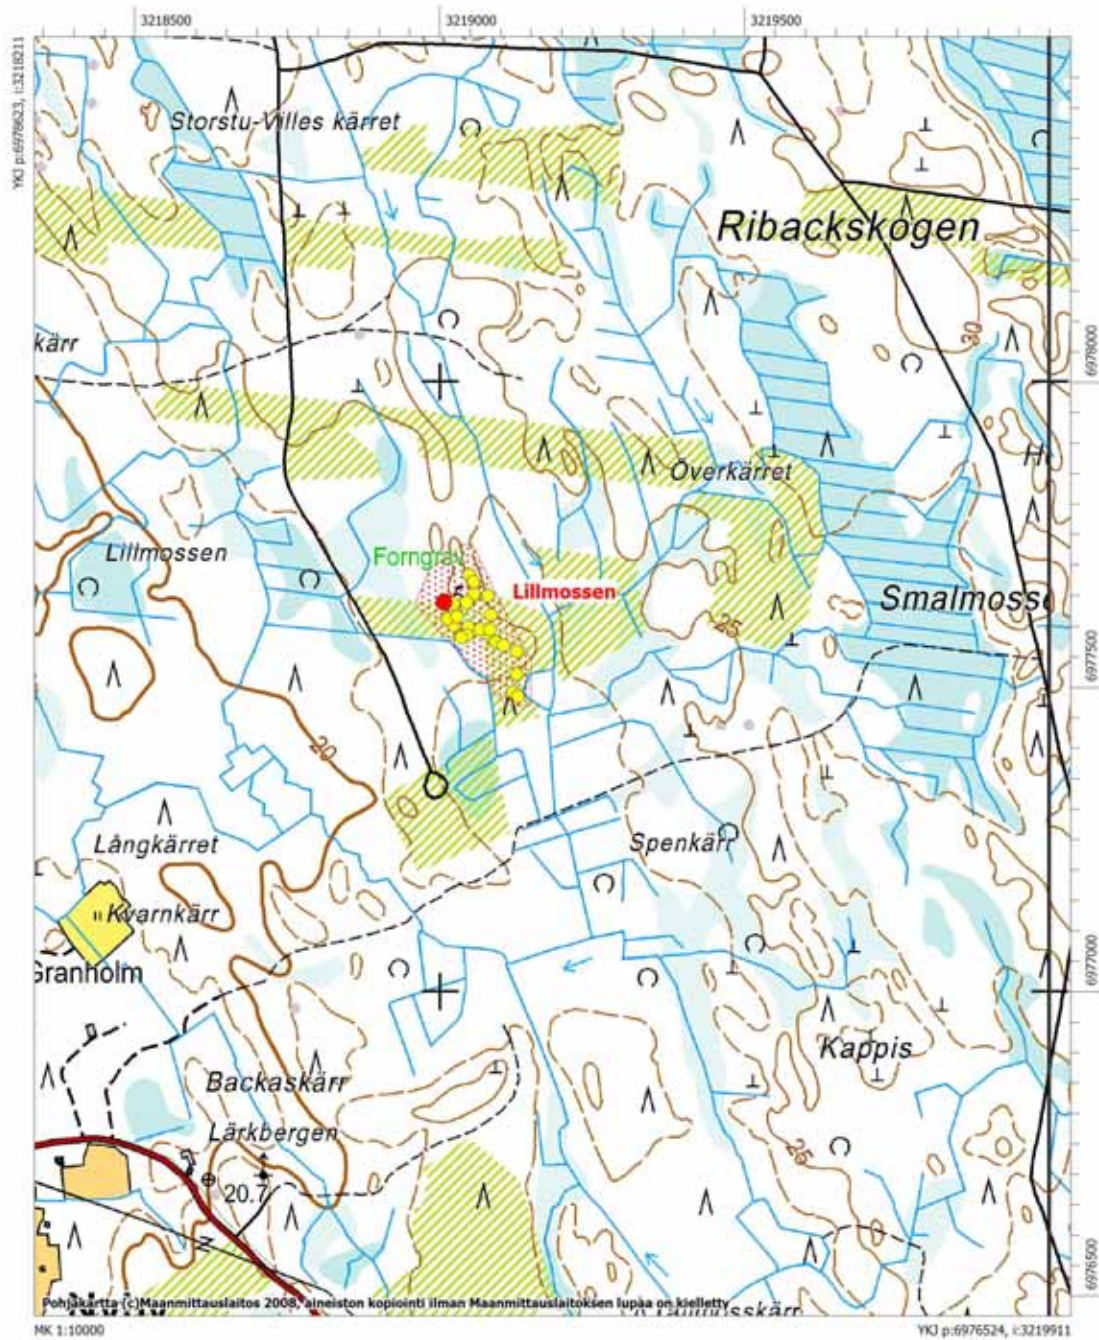 3218500
3219000
3219500
YKJ p:6978623, i:3218211
Storstu-Villes kärret
Ribackskogen
kärr
30
6978000
Överkärret
Lillmossen
Lillmossen
Smalmosse
25
6977500
20
Långkärret
Spenkärr
Kvarnkärr
Granholm
6977000
Kappis
Backaskärr
Lärkbergen
25
20.7
6976500
Pohjakartta (c)Maanmittauslaitos 2008, aineiston kopiointi ilman Maanmittauslaitoksen lupaa on kielletty
MK 1:10000
YKJ p:6976524, i:3219911